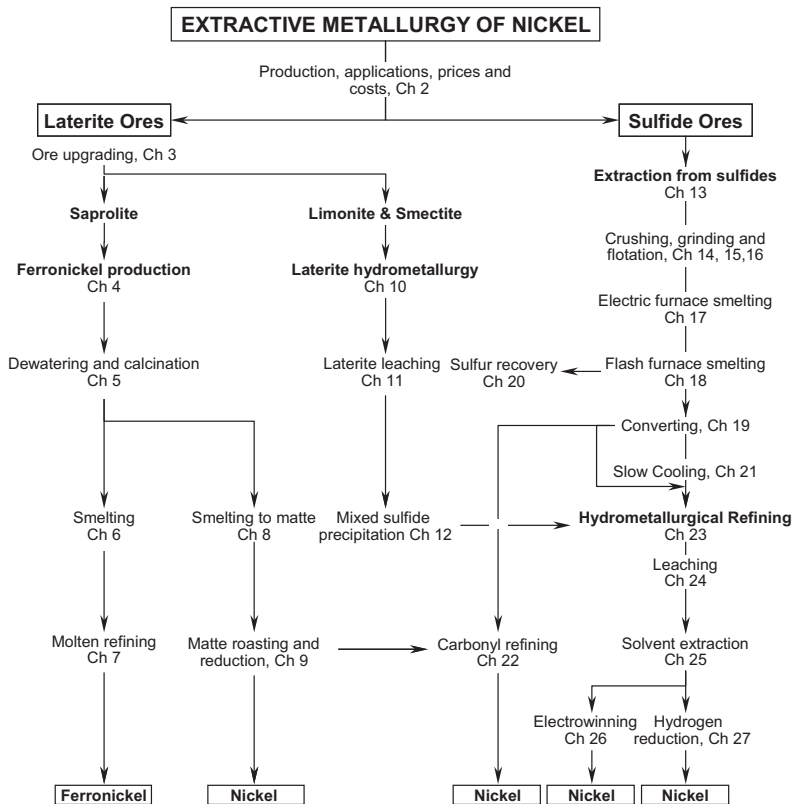 EXTRACTIVE METALLURGY OF NICKEL
Production, applications, prices and
costs, Ch 2
Laterite Ores
Sulfide Ores
Ore upgrading, Ch 3
Extraction from sulfides
Ch 13
Saprolite
Limonite & Smectite
Crushing, grinding and
flotation, Ch 14, 15,16
Ferronickel production
Ch 4
Laterite hydrometallurgy
Ch 10
Electric furnace smelting
Ch 17
Dewatering and calcination
Ch 5
Laterite leaching
Ch 11
Sulfur recovery
Ch 20
Flash furnace smelting
Ch 18
Converting, Ch 19
Slow Cooling, Ch 21
Smelting
Ch 6
Smelting to matte
Ch 8
Mixed sulfide
precipitation Ch 12
Hydrometallurgical Refining
Ch 23
Leaching
Ch 24
Molten refining
Ch 7
Matte roasting and
reduction, Ch 9
Carbonyl refining
Ch 22
Solvent extraction
Ch 25
Electrowinning
Ch 26
Hydrogen
reduction, Ch 27
Ferronickel
Nickel
Nickel
Nickel
Nickel